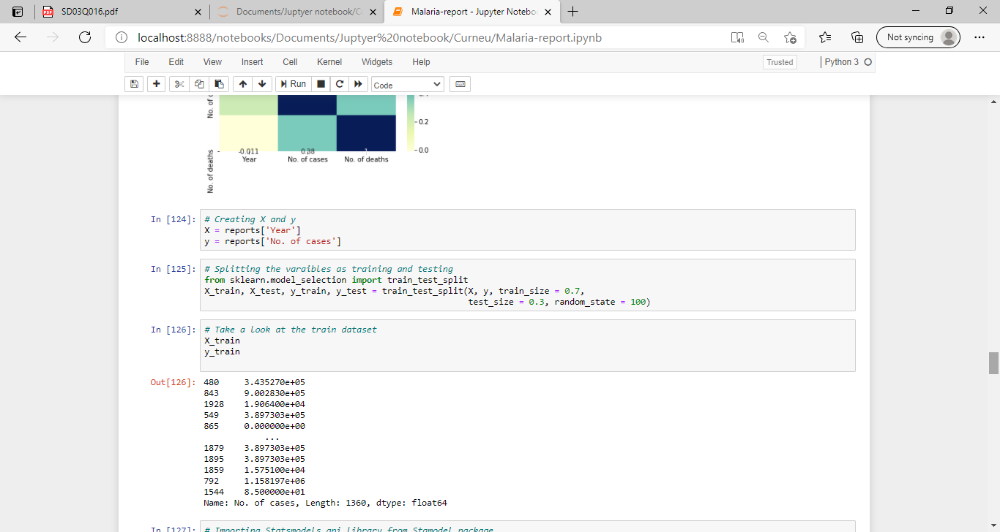 SD03Q016.pdf
Documents/Juptyer notebook/C
Malaria-report - Jupyter Notebo
localhost:8888/notebooks/Documents/Juptyer%20notebook/Curneu/Malaria-report.ipynb
Not syncing
File Edit View Insert Cell Kernel Widgets Help
Trusted
Python 3
Run
Code
No. of c
0.2
0.0
-0.011 0.38 1
Year No. of cases No. of deaths
No. of deaths
In [124]: # Creating X and y
X = reports['Year']
y = reports['No. of cases']
In [125]: # Splitting the varaibles as training and testing
from sklearn.model_selection import train_test_split
X_train, X_test, y_train, y_test = train_test_split(X, y, train_size = 0.7,
test_size = 0.3, random_state = 100)
In [126]: # Take a look at the train dataset
X_train
y_train
Out[126]: 480 3.435270e+05
843 9.002830e+05
1928 1.906400e+04
549 3.897303e+05
865 0.000000e+00
...
1879 3.897303e+05
1895 3.897303e+05
1859 1.575100e+04
792 1.158197e+06
1544 8.500000e+01
Name: No. of cases, Length: 1360, dtype: float64
In [127]: # Importing Statsmodels.api library from Stamodel package